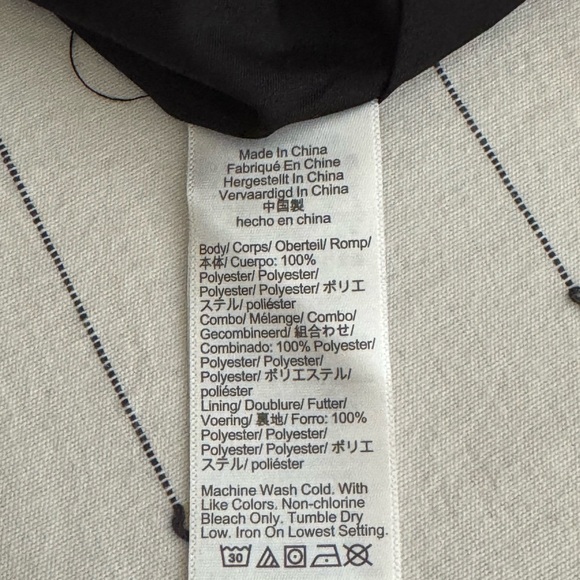 Made In China
Fabriqué En Chine
Hergestellt In China
Vervaardigd In China
中国製
hecho en china
Body/ Corps/ Oberteil/ Romp/
本体/ Cuerpo: 100%
Polyester/ Polyester/
Polyester/ Polyester/ ポリエ
ステル/ poliéster
Combo/ Mélange/ Combo/
Gecombineerd/ 組合わせ/
Combinado: 100% Polyester/
Polyester/ Polyester/
Polyester/ ポリエステル/
poliéster
Lining/ Doublure/ Futter/
Voering/ 裏地/ Forro: 100%
Polyester/ Polyester/
Polyester/ Polyester/ ポリエ
ステル/ poliéster
Machine Wash Cold. With
Like Colors. Non-chlorine
Bleach Only. Tumble Dry
Low. Iron On Lowest Setting.
30